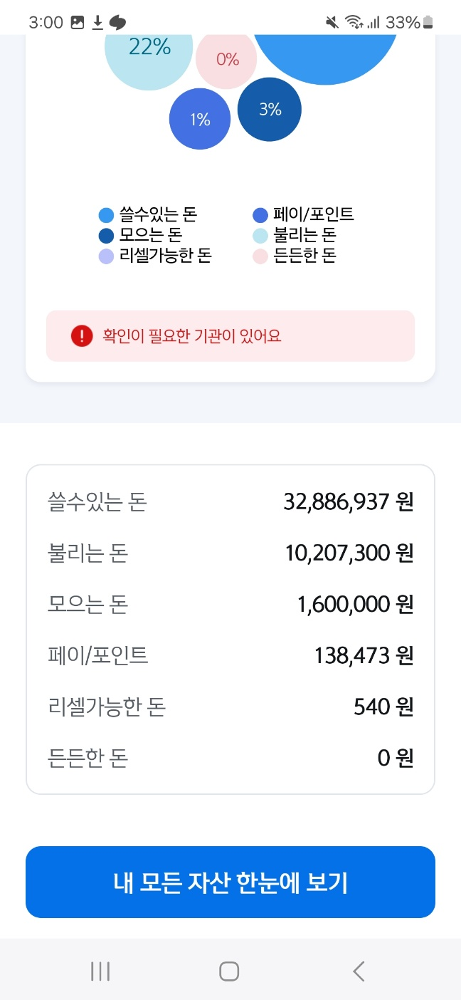 3:00 33%
22%
0%
1%
3%
쓸수있는 돈 페이/포인트
모으는 돈 불리는 돈
리셀가능한 돈 든든한 돈
확인이 필요한 기관이 있어요
쓸수있는 돈 32,886,937 원
불리는 돈 10,207,300 원
모으는 돈 1,600,000 원
페이/포인트 138,473 원
리셀가능한 돈 540 원
든든한 돈 0 원
내 모든 자산 한눈에 보기